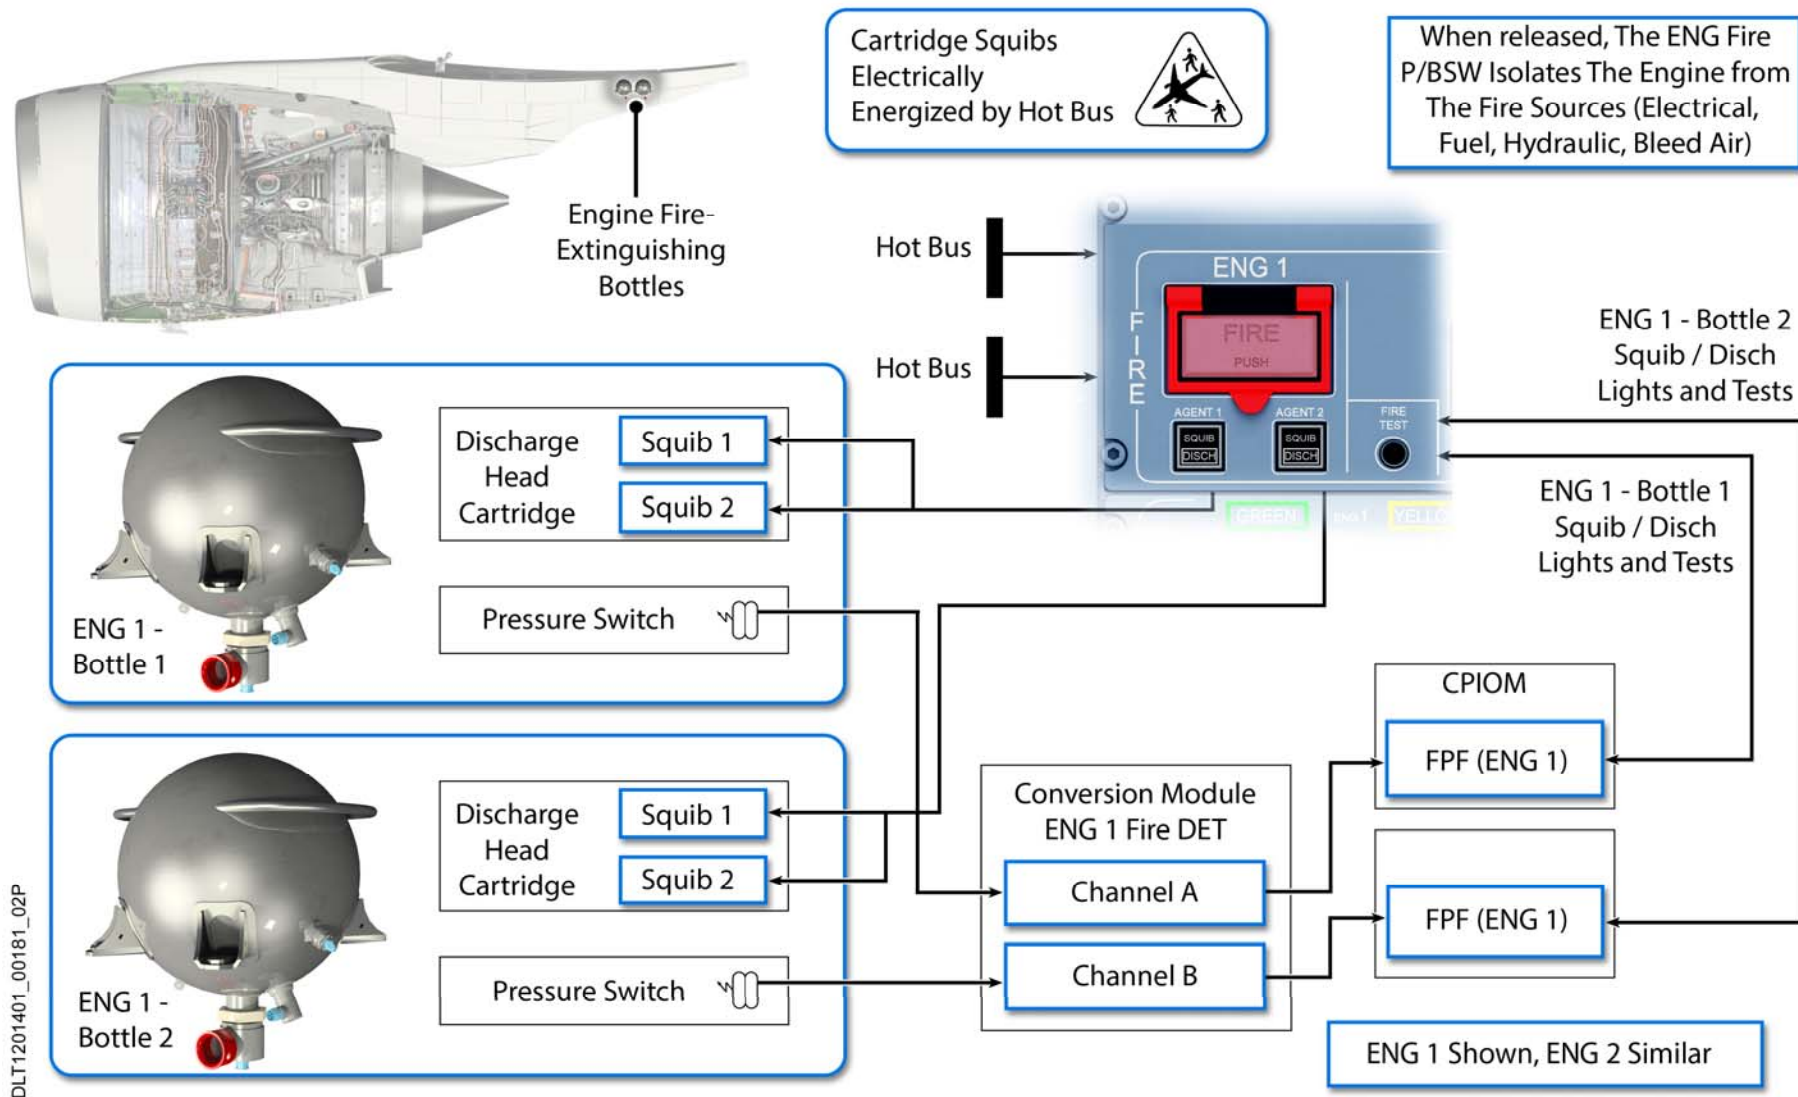 Cartridge Squibs
Electrically
Energized by Hot Bus
When released, The ENG Fire
P/BSW Isolates The Engine from
The Fire Sources (Electrical,
Fuel, Hydraulic, Bleed Air)
Engine Fire-
Extinguishing
Bottles
Hot Bus
Hot Bus
FIRE
ENG 1
FIRE
PUSH
AGENT 1
SQUIB
DISCH
AGENT 2
SQUIB
DISCH
FIRE
TEST
GREEN
ENG 1
YELLO
ENG 1 - Bottle 2
Squib / Disch
Lights and Tests
ENG 1 - Bottle 1
Squib / Disch
Lights and Tests
Discharge
Head
Cartridge
Squib 1
Squib 2
Pressure Switch
ENG 1 -
Bottle 1
Discharge
Head
Cartridge
Squib 1
Squib 2
Pressure Switch
ENG 1 -
Bottle 2
Conversion Module
ENG 1 Fire DET
Channel A
Channel B
CPIOM
FPF (ENG 1)
FPF (ENG 1)
ENG 1 Shown, ENG 2 Similar
DLT1201401_00181_02P